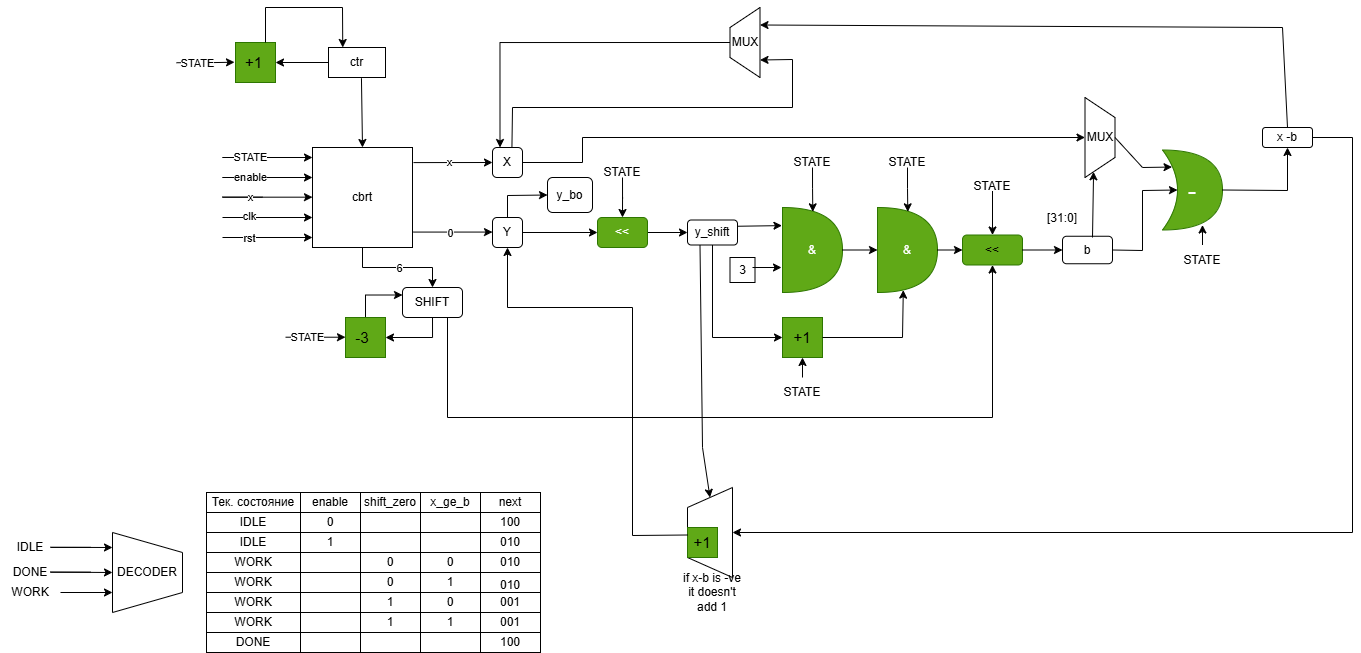 STATE
+1
ctr
MUX
STATE
enable
x
clk
rst
cbrt
x
0
6
X
Y
y_bo
STATE
<<
y_shift
3
STATE
&
STATE
&
STATE
<<
[31:0]
b
MUX
–
STATE
x -b
SHIFT
STATE
-3
+1
STATE
+1
if x-b is -ve
it doesn't
add 1
IDLE
DONE
WORK
DECODER
Тек. состояние enable shift_zero x_ge_b next
IDLE 0 100
IDLE 1 010
WORK 0 0 010
WORK 0 1 010
WORK 1 0 001
WORK 1 1 001
DONE 100